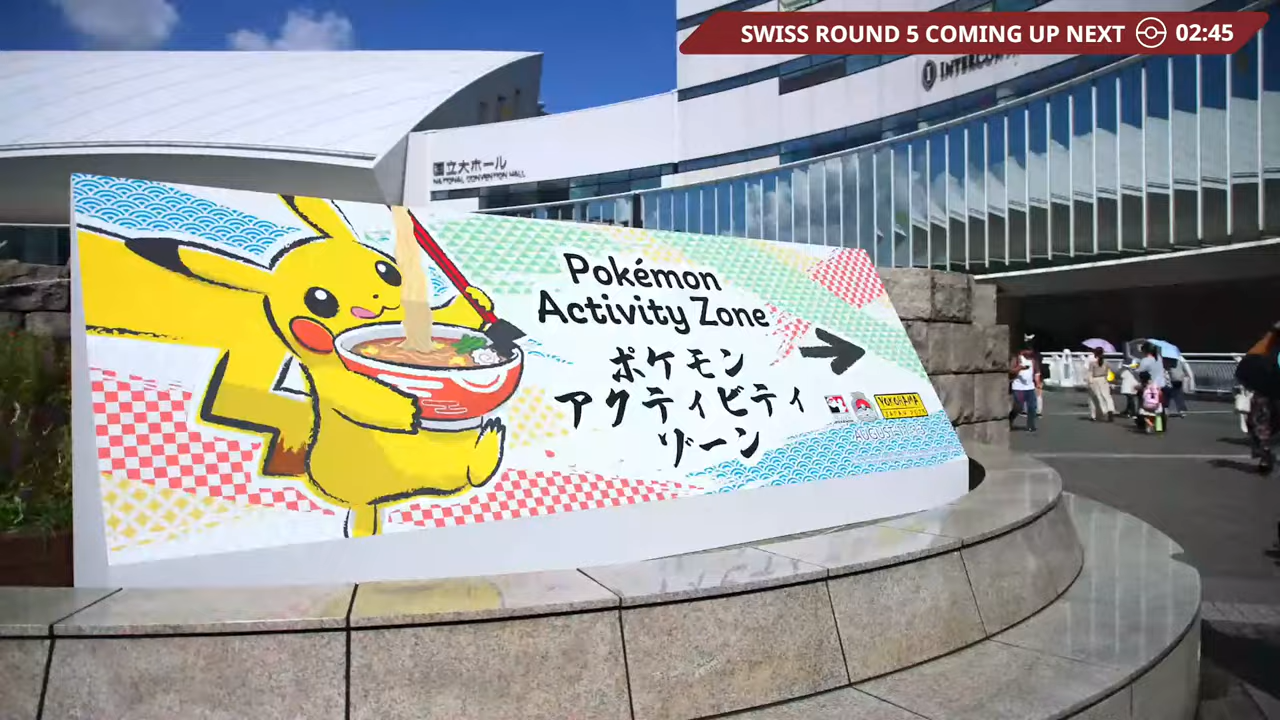 SWISS ROUND 5 COMING UP NEXT 02:45
INTERCON
国立大ホール
NATIONAL CONVENTION HALL
Pokémon
Activity Zone
ポケモン
アクティビティ
ゾーン
YOKOHAMA